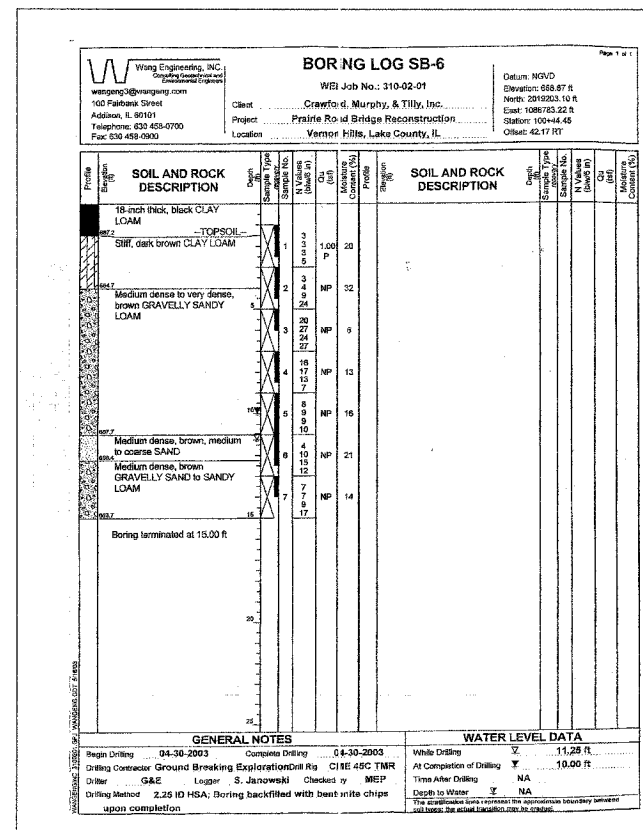 Page 1 of 1
Wang Engineering, INC.
Consulting Geotechnical and
Environmental Engineers
wangeng3@wangeng.com
100 Fairbank Street
Addison, IL 60101
Telephone: 630 458-0700
Fax: 630 458-0900
BORING LOG SB-6
WEI Job No.: 310-02-01
Client Crawford, Murphy, & Tilly, Inc.
Project Prairie Road Bridge Reconstruction
Location Vernon Hills, Lake County, IL
Datum: NGVD
Elevation: 668.67 ft
North: 2019203.10 ft
East: 1086783.22 ft
Station: 100+44.45
Offset: 42.17 RT
Profile
Elevation (ft)
SOIL AND ROCK DESCRIPTION
Depth (ft)
Sample Type
recovery
Sample No.
N Values (blw/6 in)
Qu (tsf)
Moisture Content (%)
Profile
Elevation (ft)
SOIL AND ROCK DESCRIPTION
Depth (ft)
Sample Type
recovery
Sample No.
N Values (blw/6 in)
Qu (tsf)
Moisture Content (%)
18-inch thick, black CLAY
LOAM
--TOPSOIL--
Stiff, dark brown CLAY LOAM
1 3 3 3 5 1.00 P 20
2 3 4 9 24 NP 32
Medium dense to very dense,
brown GRAVELLY SANDY
LOAM
5
3 20 27 24 27 NP 6
4 16 17 13 7 NP 13
10
5 8 9 9 10 NP 16
Medium dense, brown, medium
to coarse SAND
6 4 10 15 12 NP 21
Medium dense, brown
GRAVELLY SAND to SANDY
LOAM
7 7 7 9 17 NP 14
15
Boring terminated at 15.00 ft
20
25
GENERAL NOTES
Begin Drilling 04-30-2003 Complete Drilling 04-30-2003
Drilling Contractor Ground Breaking Exploration Drill Rig CME 45C TMR
Driller G&E Logger S. Janowski Checked by MEP
Drilling Method 2.25 ID HSA; Boring backfilled with bentonite chips
upon completion
WATER LEVEL DATA
While Drilling 11.25 ft
At Completion of Drilling 10.00 ft
Time After Drilling NA
Depth to Water NA
The stratification lines represent the approximate boundary between
soil types; the actual transition may be gradual.